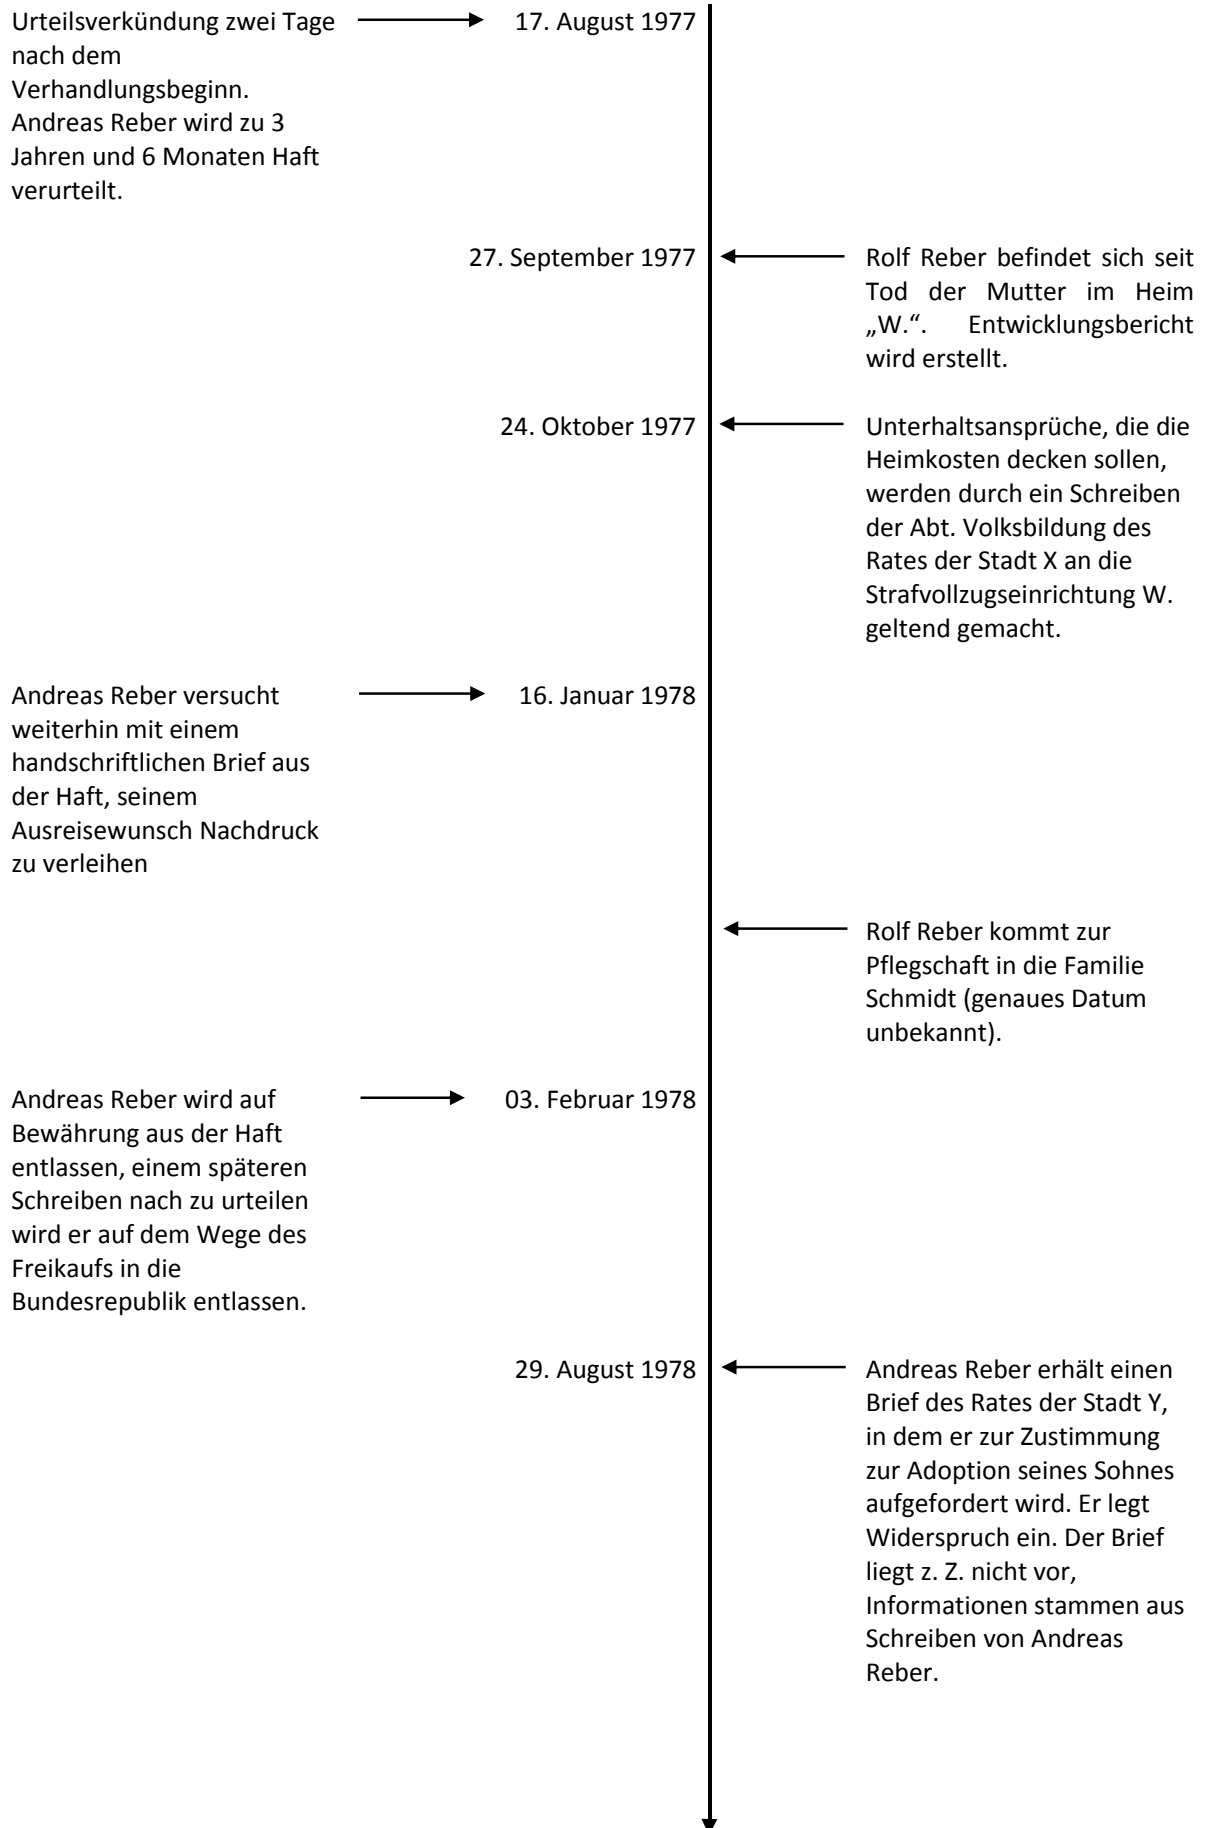 Urteilsverkündung zwei Tage
nach dem
Verhandlungsbeginn.
Andreas Reber wird zu 3
Jahren und 6 Monaten Haft
verurteilt.
17. August 1977
27. September 1977
Rolf Reber befindet sich seit
Tod der Mutter im Heim
„W.“. Entwicklungsbericht
wird erstellt.
24. Oktober 1977
Unterhaltsansprüche, die die
Heimkosten decken sollen,
werden durch ein Schreiben
der Abt. Volksbildung des
Rates der Stadt X an die
Strafvollzugseinrichtung W.
geltend gemacht.
Andreas Reber versucht
weiterhin mit einem
handschriftlichen Brief aus
der Haft, seinem
Ausreisewunsch Nachdruck
zu verleihen
16. Januar 1978
Rolf Reber kommt zur
Pflegschaft in die Familie
Schmidt (genaues Datum
unbekannt).
Andreas Reber wird auf
Bewährung aus der Haft
entlassen, einem späteren
Schreiben nach zu urteilen
wird er auf dem Wege des
Freikaufs in die
Bundesrepublik entlassen.
03. Februar 1978
29. August 1978
Andreas Reber erhält einen
Brief des Rates der Stadt Y,
in dem er zur Zustimmung
zur Adoption seines Sohnes
aufgefordert wird. Er legt
Widerspruch ein. Der Brief
liegt z. Z. nicht vor,
Informationen stammen aus
Schreiben von Andreas
Reber.